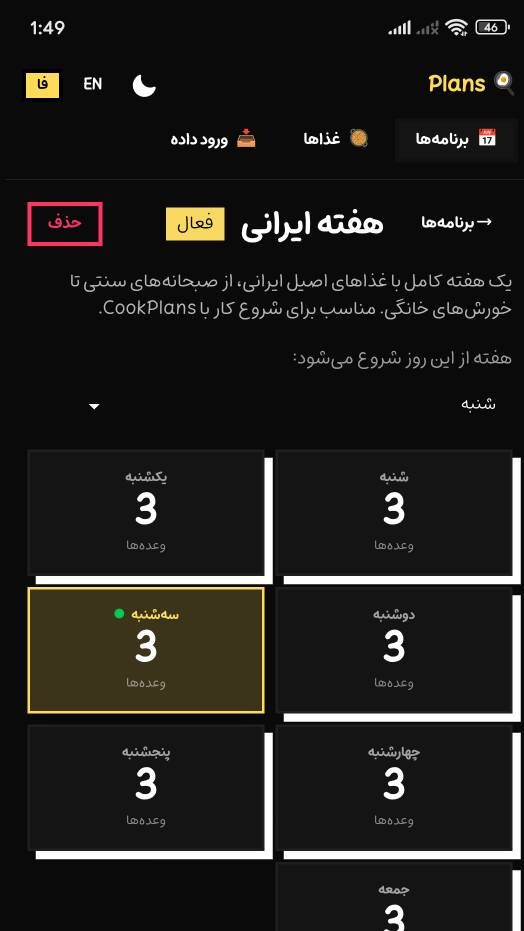 1:49
46
Plans
EN
فا
برنامه‌ها
غذاها
ورود داده
→برنامه‌ها
هفته ایرانی
فعال
حذف
یک هفته کامل با غذاهای اصیل ایرانی، از صبحانه‌های سنتی تا
خورش‌های خانگی. مناسب برای شروع کار با CookPlans.
هفته از این روز شروع می‌شود:
شنبه
شنبه
3
وعده‌ها
یکشنبه
3
وعده‌ها
دوشنبه
3
وعده‌ها
سه‌شنبه
3
وعده‌ها
چهارشنبه
3
وعده‌ها
پنجشنبه
3
وعده‌ها
جمعه
3